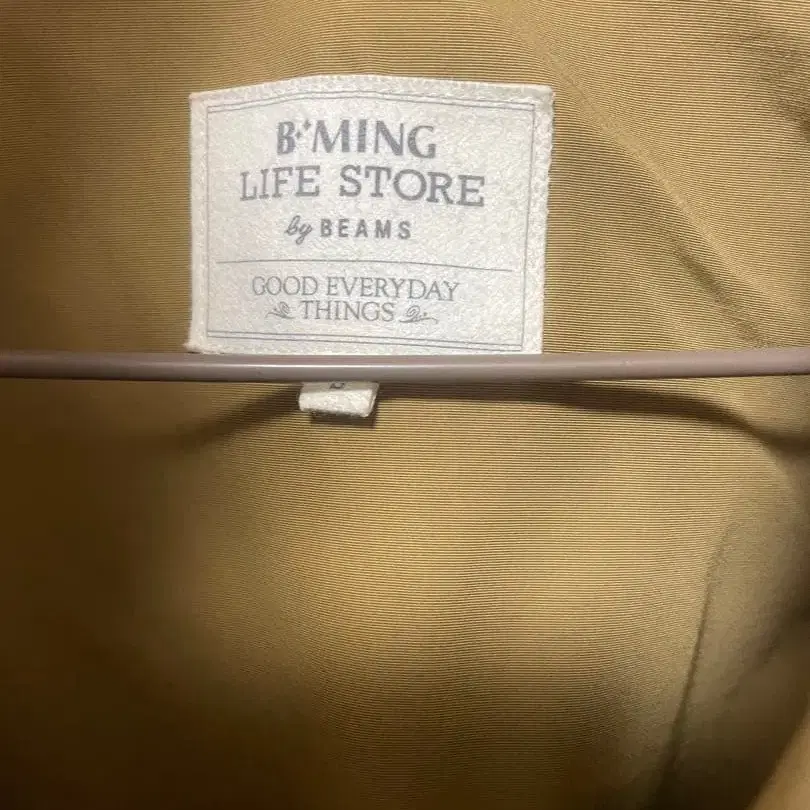 B MING
LIFE STORE
by BEAMS
GOOD EVERYDAY
THINGS